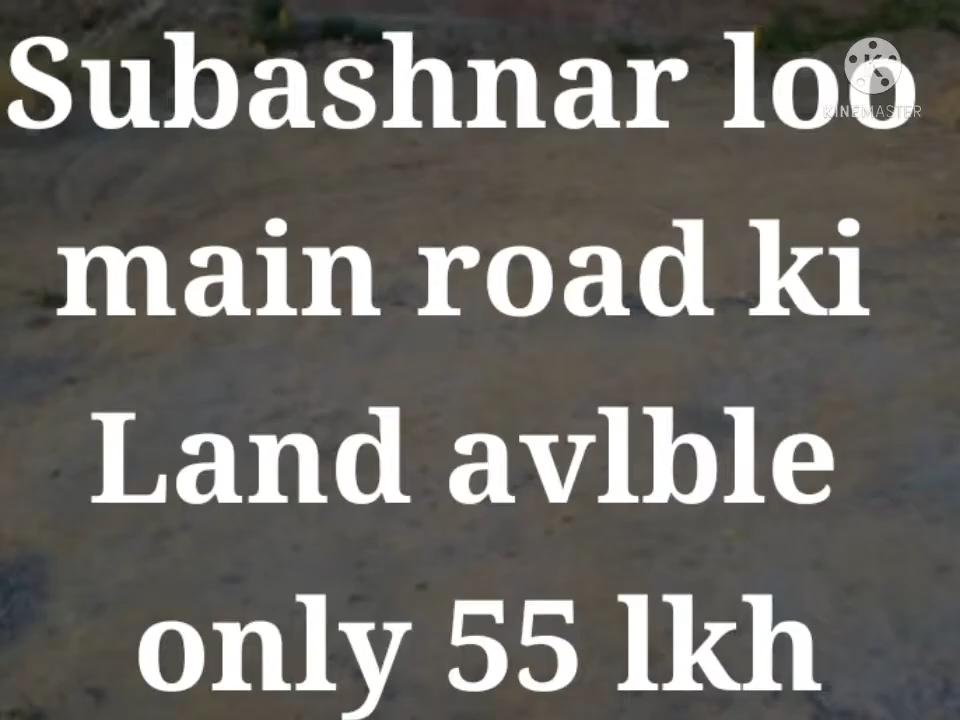 Subashnar loo
KINEMASTER
main road ki
Land avlble
only 55 lkh